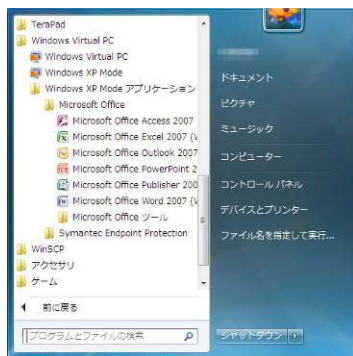 TeraPad
Windows Virtual PC
Windows Virtual PC
Windows XP Mode
Windows XP Mode アプリケーション
Microsoft Office
Microsoft Office Access 2007
Microsoft Office Excel 2007 (V
Microsoft Office Outlook 2007
Microsoft Office PowerPoint 2
Microsoft Office Publisher 200
Microsoft Office Word 2007 (V
Microsoft Office ツール
Symantec Endpoint Protection
WinSCP
アクセサリ
ゲーム
前に戻る
プログラムとファイルの検索
ドキュメント
ピクチャ
ミュージック
コンピューター
コントロール パネル
デバイスとプリンター
ファイル名を指定して実行...
シャットダウン